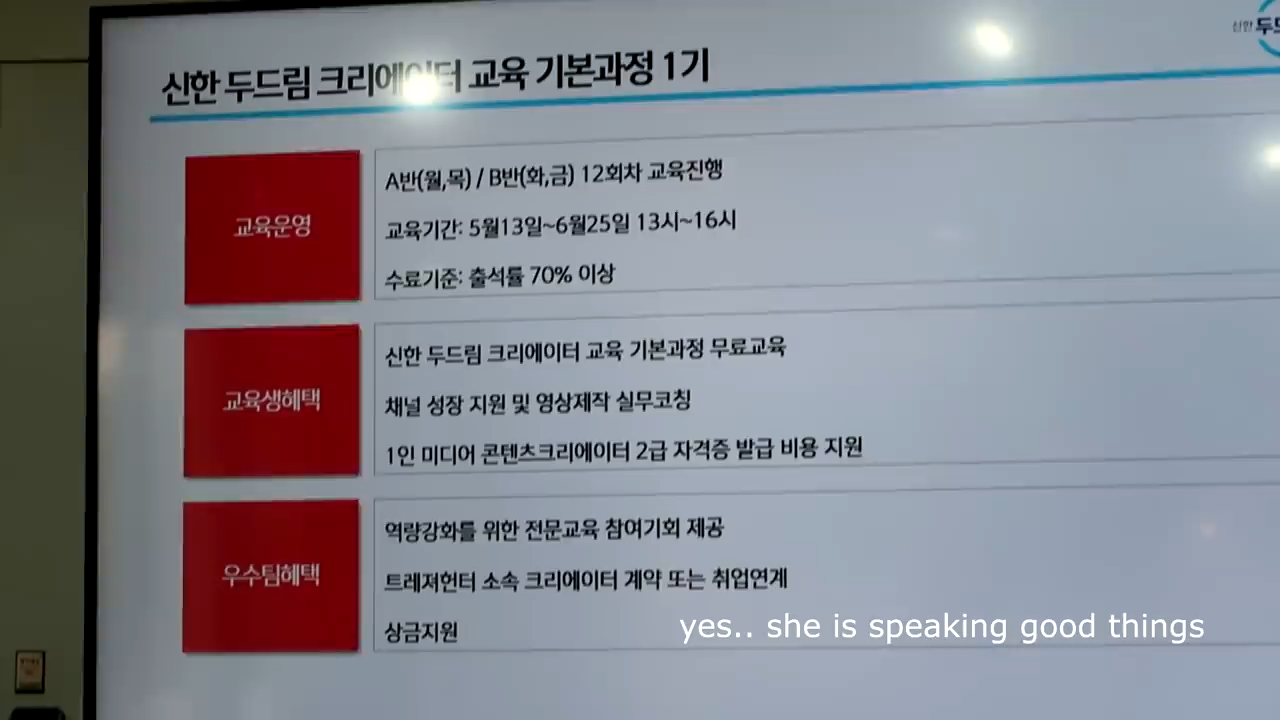 신한 두드림 크리에이터 교육 기본과정 1기
신한
교육운영
A반(월,목) / B반(화,금) 12회차 교육진행
교육기간: 5월13일~6월25일 13시~16시
수료기준: 출석률 70% 이상
교육생혜택
신한 두드림 크리에이터 교육 기본과정 무료교육
채널 성장 지원 및 영상제작 실무코칭
1인 미디어 콘텐츠크리에이터 2급 자격증 발급 비용 지원
우수팀혜택
역량강화를 위한 전문교육 참여기회 제공
트레져헌터 소속 크리에이터 계약 또는 취업연계
상금지원
yes.. she is speaking good things